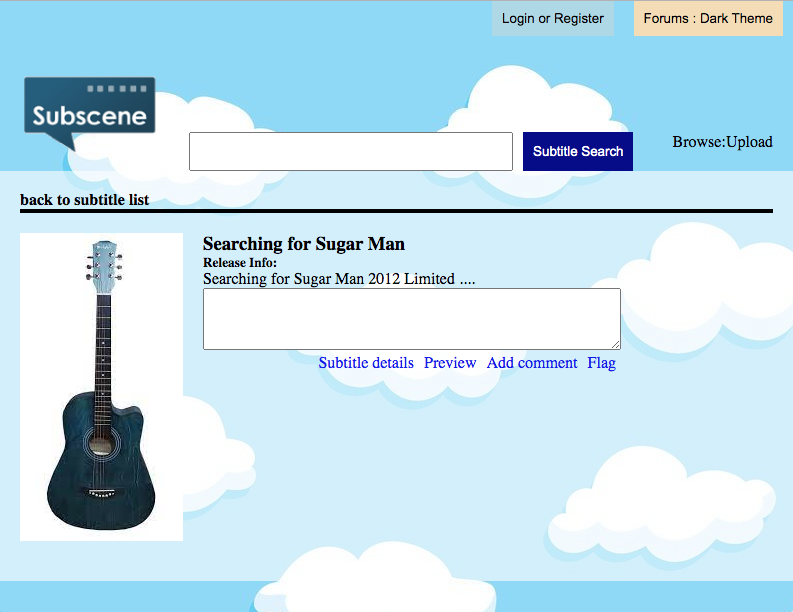 Login or Register
Forums : Dark Theme
Subscene
Subtitle Search
Browse:Upload
back to subtitle list
Searching for Sugar Man
Release Info:
Searching for Sugar Man 2012 Limited ....
Subtitle details Preview Add comment Flag